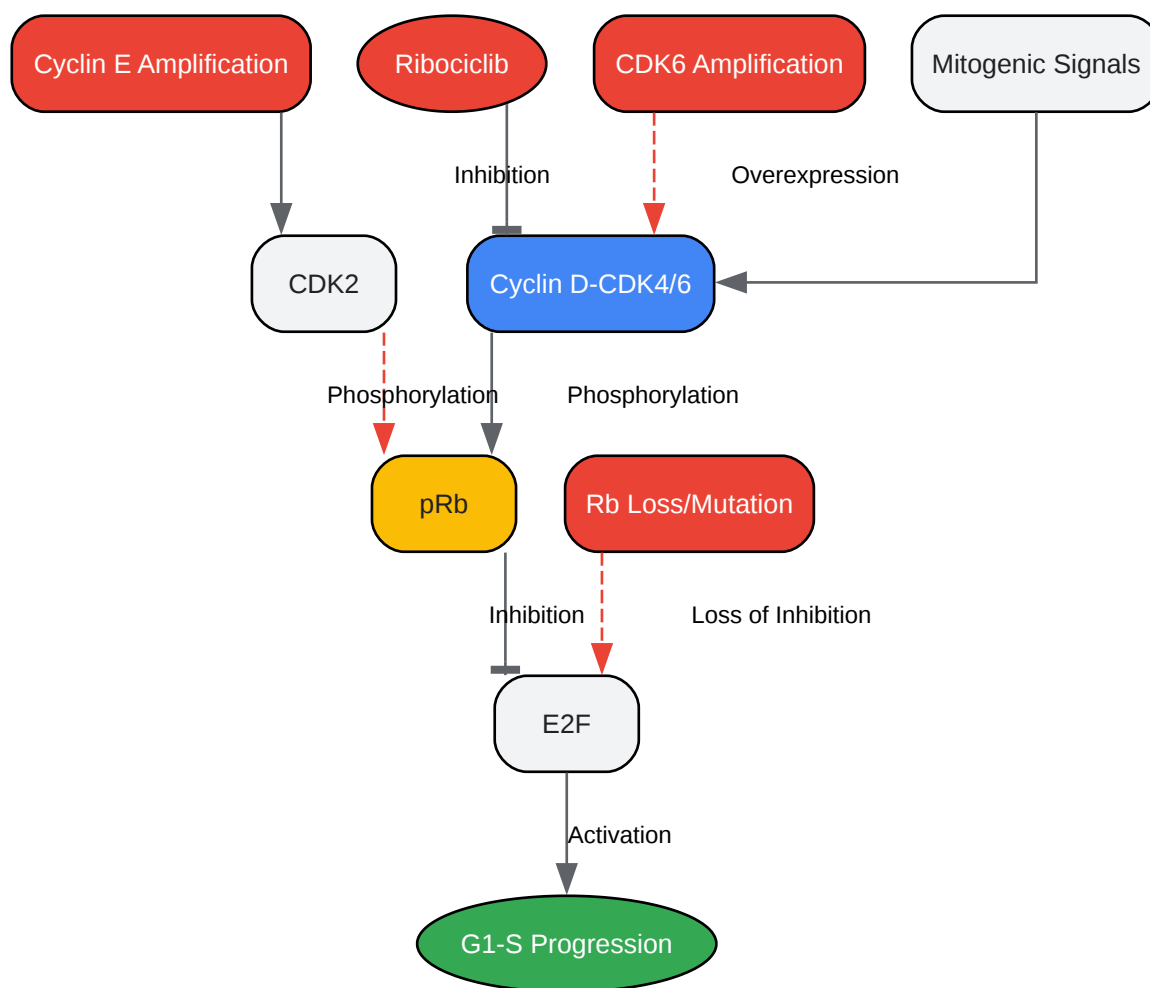 Cyclin E Amplification
Ribociclib
CDK6 Amplification
Mitogenic Signals
Inhibition
Overexpression
CDK2
Cyclin D-CDK4/6
Phosphorylation
Phosphorylation
pRb
Rb Loss/Mutation
Inhibition
Loss of Inhibition
E2F
Activation
G1-S Progression